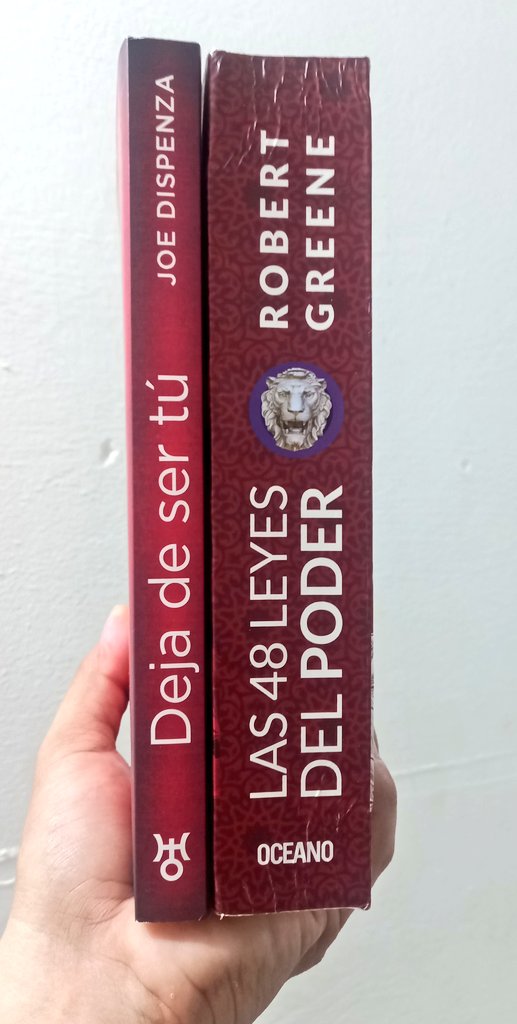 Deja de ser tú
JOE DISPENZA
LAS 48 LEYES
DEL PODER
ROBERT
GREENE
OCEANO